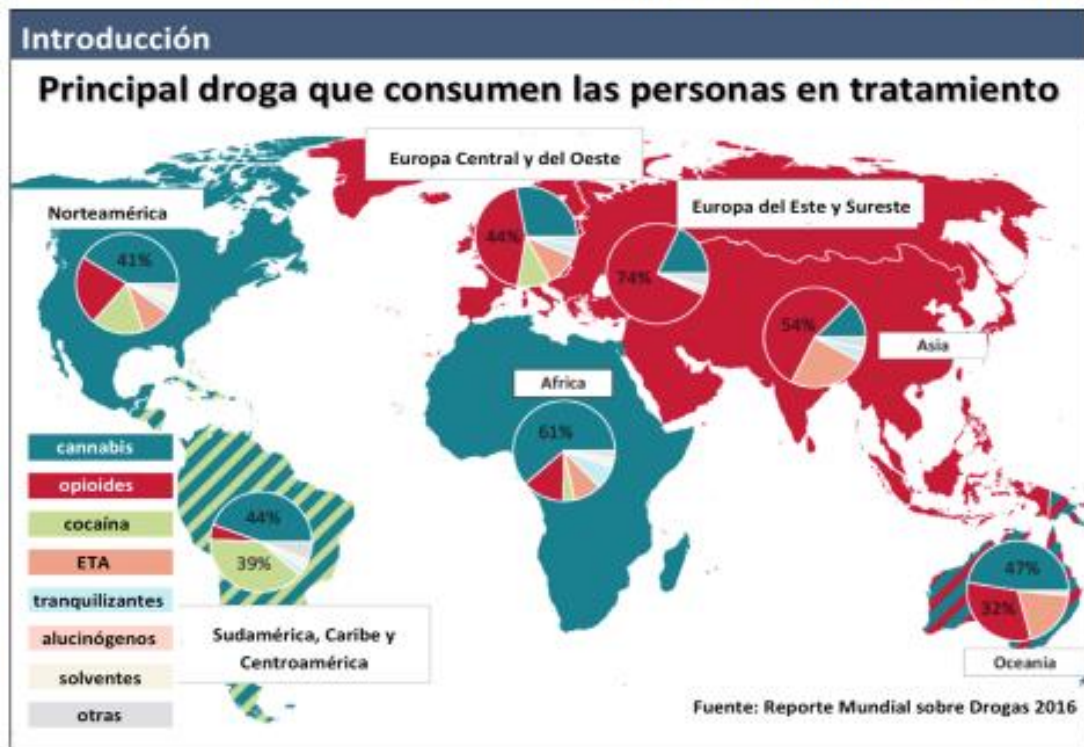 Introducción
Principal droga que consumen las personas en tratamiento
Europa Central y del Oeste
Norteamérica
Europa del Este y Sureste
41%
44%
74%
54%
Asia
Africa
61%
cannabis
opioides
cocaína
ETA
tranquilizantes
alucinógenos
solventes
otras
44%
39%
47%
32%
Sudamérica, Caribe y
Centroamérica
Oceania
Fuente: Reporte Mundial sobre Drogas 2016